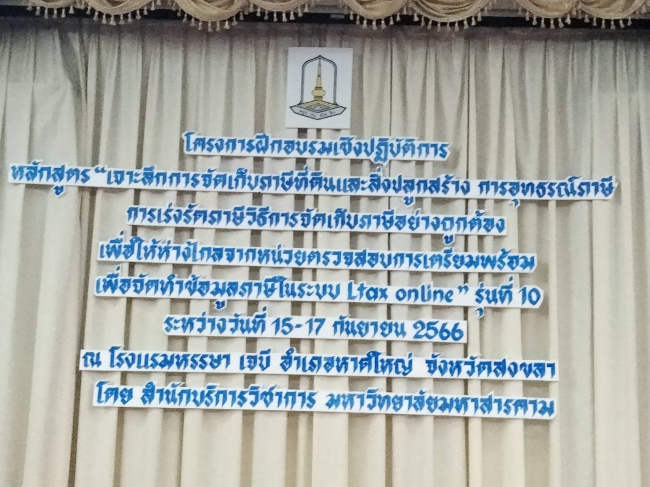 โครงการฝึกอบรมเชิงปฏิบัติการ
หลักสูตร "เจาะลึกการจัดเก็บภาษีที่ดินและสิ่งปลูกสร้าง การอุทธรณ์ภาษี
การเร่งรัดภาษีวิธีการจัดเก็บภาษีอย่างถูกต้อง
เพื่อให้ห่างไกลจากหน่วยตรวจสอบการเตรียมพร้อม
เพื่อจัดทำข้อมูลภาษีในระบบ Ltax online" รุ่นที่ 10
ระหว่างวันที่ 15-17 กันยายน 2566
ณ โรงแรมหรรษา เจบี อำเภอหาดใหญ่ จังหวัดสงขลา
โดย สำนักบริการวิชาการ มหาวิทยาลัยมหาสารคาม